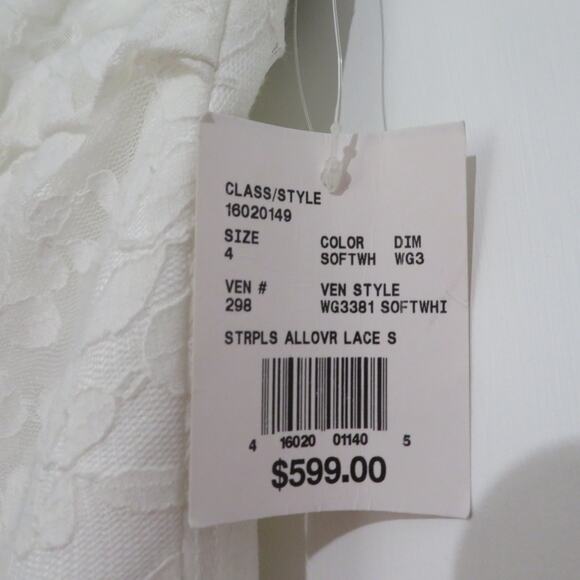 CLASS/STYLE
16020149
SIZE COLOR DIM
4 SOFTWH WG3
VEN # VEN STYLE
298 WG3381 SOFTWHI
STRPLS ALLOVR LACE S
4 16020 01140 5
$599.00